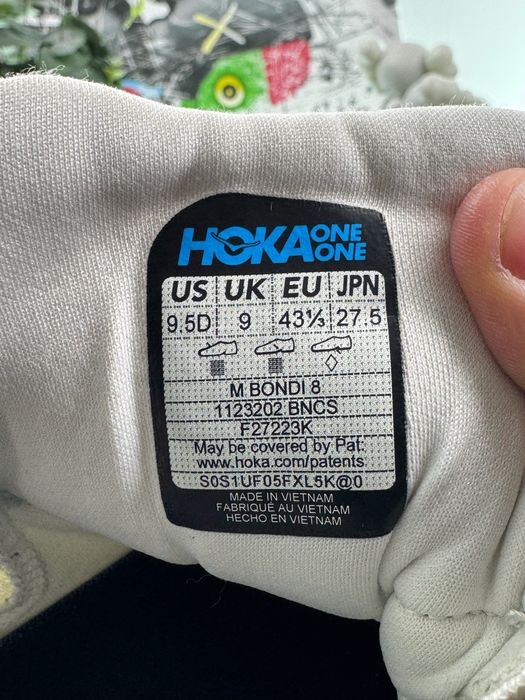 HOKA ONE ONE
US UK EU JPN
9.5D 9 43⅓ 27.5
M BONDI 8
1123202 BNCS
F27223K
May be covered by Pat:
www.hoka.com/patents
S0S1UF05FXL5K@0
MADE IN VIETNAM
FABRIQUÉ AU VIETNAM
HECHO EN VIETNAM